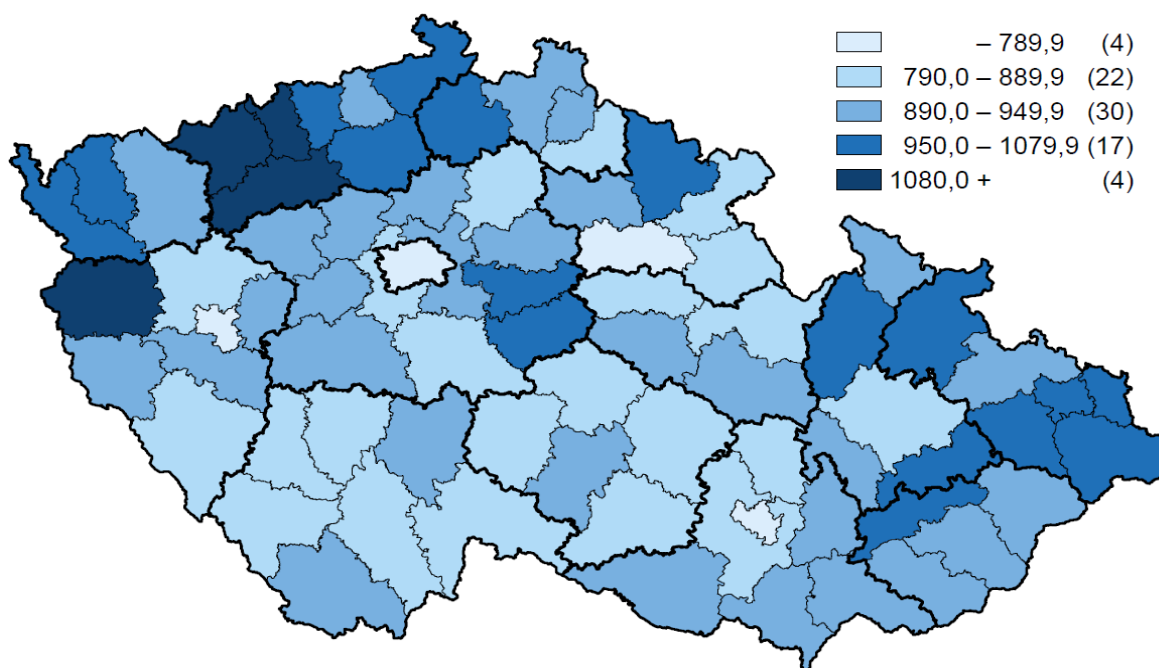 – 789,9 (4)
790,0 – 889,9 (22)
890,0 – 949,9 (30)
950,0 – 1079,9 (17)
1080,0 + (4)